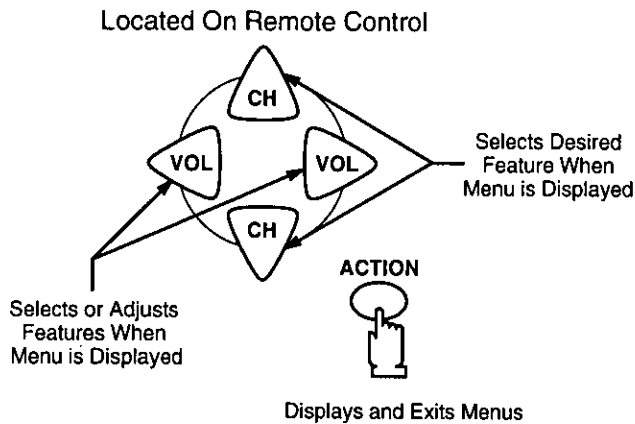 Located On Remote Control
CH
VOL
VOL
CH
Selects Desired
Feature When
Menu is Displayed
ACTION
Selects or Adjusts
Features When
Menu is Displayed
Displays and Exits Menus